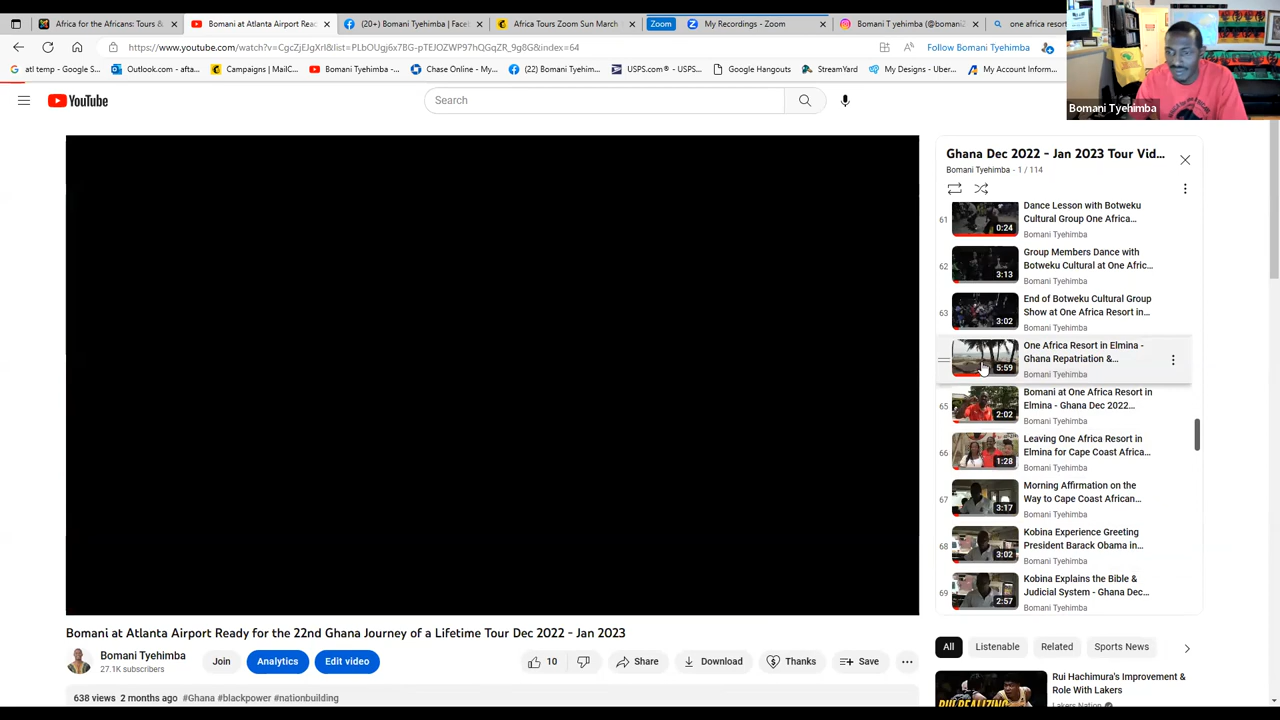 Africa for the Africans: Tours &
Bomani at Atlanta Airport Read
(20+) Bomani Tyehimba | Face
Africa Tours Zoom Sun March
Zoom
My Recordings - Zoom
Bomani T yehimba (@bomani
one africa resor
https://www.youtube.com/watch?v=
Follow Bomani Tyehimba
atl temp - Google S...
Outlook.com - afta...
Campaigns | MailC...
Bomani Tyehimba -...
Chase Online - My...
USPS.com® - USPS...
Google Hangouts
StreamYard
My Designs - Uber...
My Account Inform...
Bomani Tyehimba
YouTube
Search
Ghana Dec 2022 - Jan 2023 Tour Vid...
Bomani Tyehimba - 1 / 114
61
Dance Lesson with Botweku
Cultural Group One Africa...
0:24
Bomani Tyehimba
62
Group Members Dance with
Botweku Cultural at One Afric...
3:13
Bomani Tyehimba
63
End of Botweku Cultural Group
Show at One Africa Resort in...
3:02
Bomani Tyehimba
One Africa Resort in Elmina -
Ghana Repatriation &...
5:59
Bomani Tyehimba
65
Bomani at One Africa Resort in
Elmina - Ghana Dec 2022...
2:02
Bomani Tyehimba
66
Leaving One Africa Resort in
Elmina for Cape Coast Africa...
1:28
Bomani Tyehimba
67
Morning Affirmation on the
Way to Cape Coast African...
3:17
Bomani Tyehimba
68
Kobina Experience Greeting
President Barack Obama in...
3:02
Bomani Tyehimba
69
Kobina Explains the Bible &
Judicial System - Ghana Dec...
2:57
Bomani Tyehimba
Bomani at Atlanta Airport Ready for the 22nd Ghana Journey of a Lifetime Tour Dec 2022 - Jan 2023
Bomani Tyehimba
27.1K subscribers
Join
Analytics
Edit video
10
Share
Download
Thanks
Save
638 views 2 months ago #Ghana #blackpower #nationbuilding
All
Listenable
Related
Sports News
Rui Hachimura's Improvement &
Role With Lakers
Lakers Nation